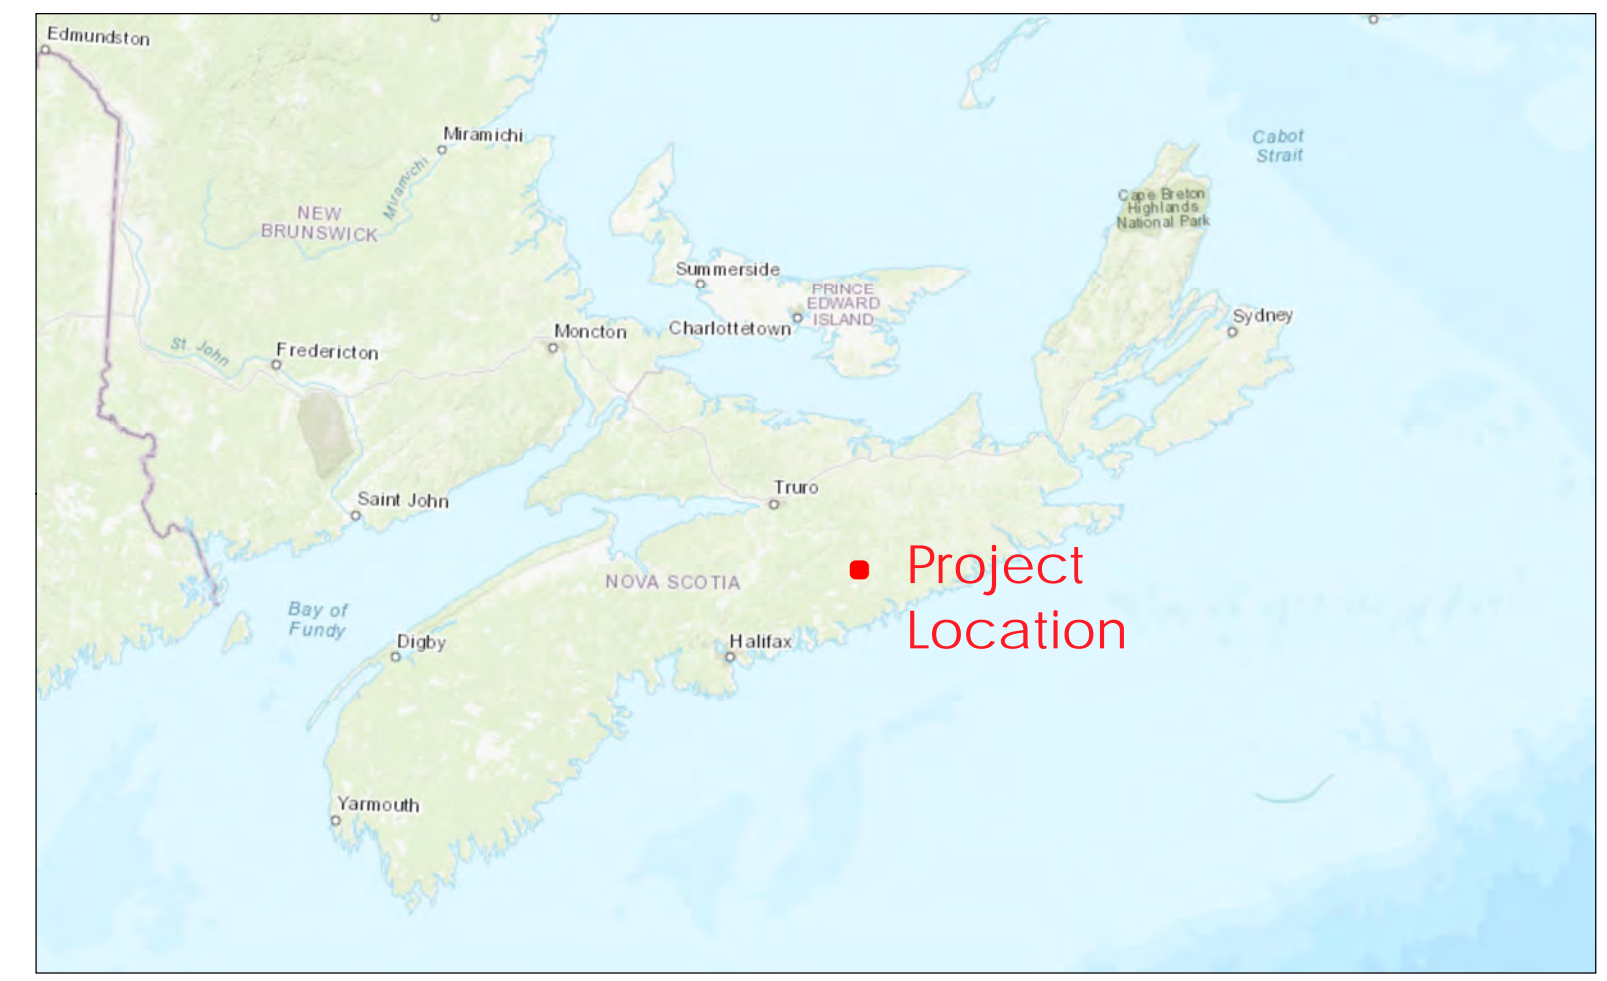 Edmundston
Miramichi
Miramichi
NEW
BRUNSWICK
Cabot
Strait
Cape Breton
Highlands
National Park
Summerside
PRINCE
EDWARD
ISLAND
Charlottetown
Sydney
Moncton
St. John
Fredericton
Saint John
Truro
Project
Location
NOVA SCOTIA
Bay of
Fundy
Digby
Halifax
Yarmouth